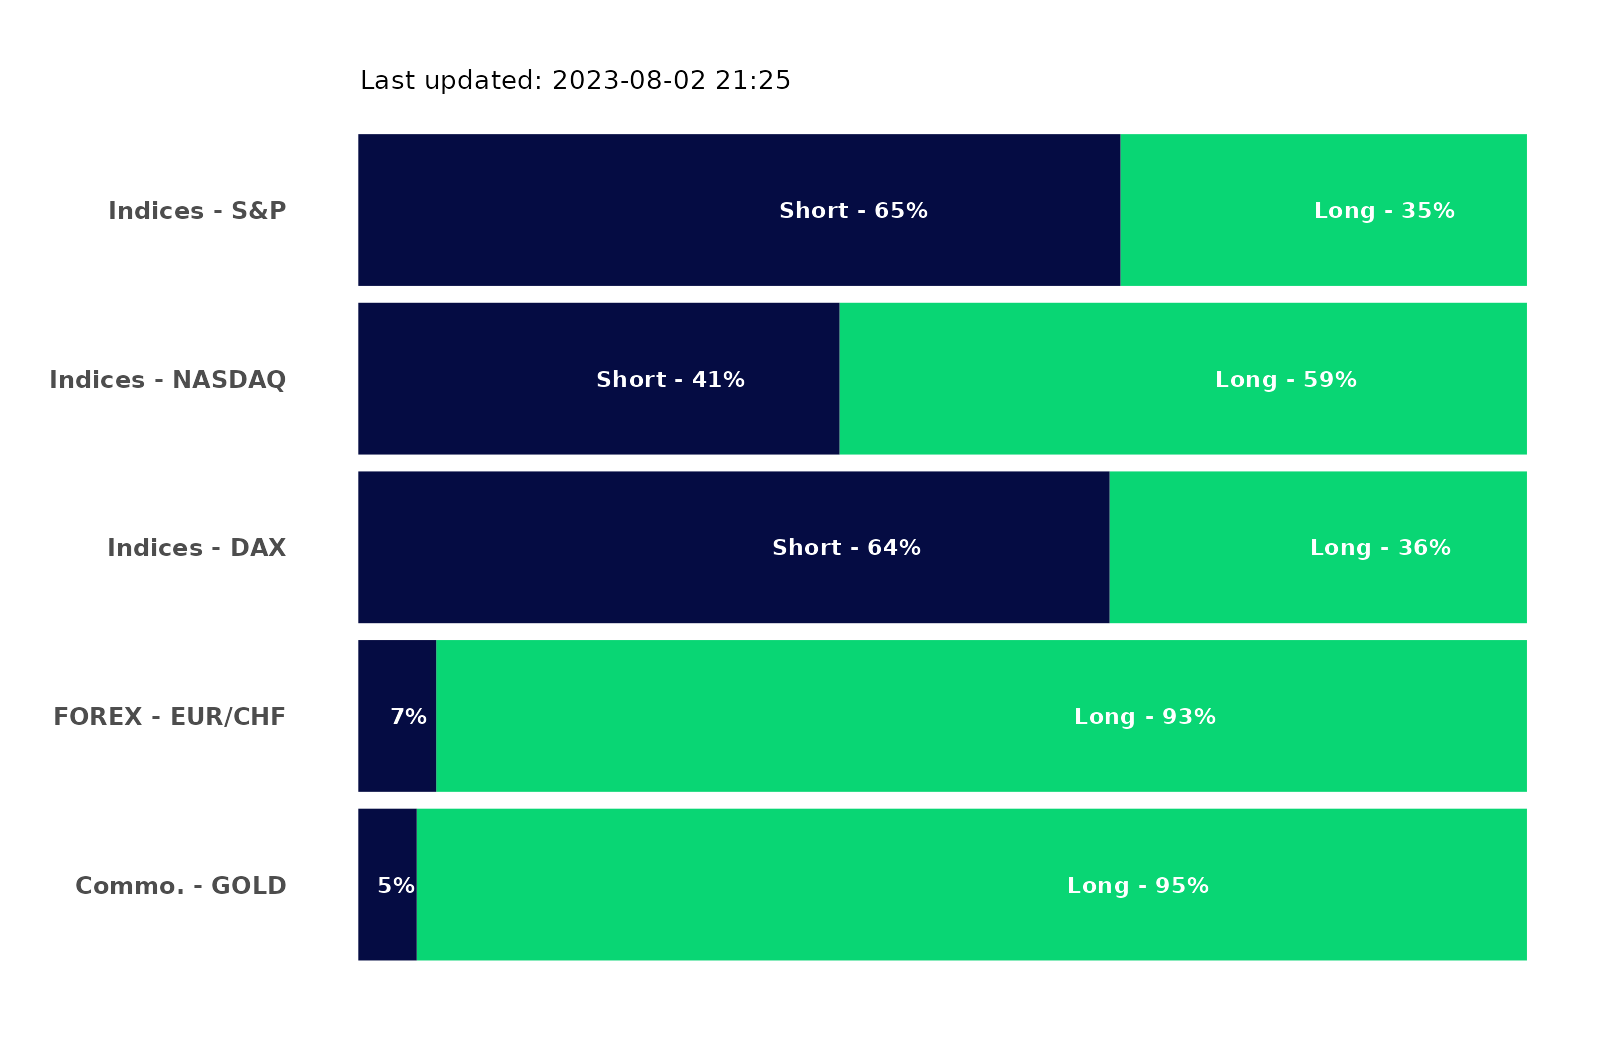 Last updated: 2023-08-02 21:25
Indices - S&P Short - 65% Long - 35%
Indices - NASDAQ Short - 41% Long - 59%
Indices - DAX Short - 64% Long - 36%
FOREX - EUR/CHF 7% Long - 93%
Commo. - GOLD 5% Long - 95%